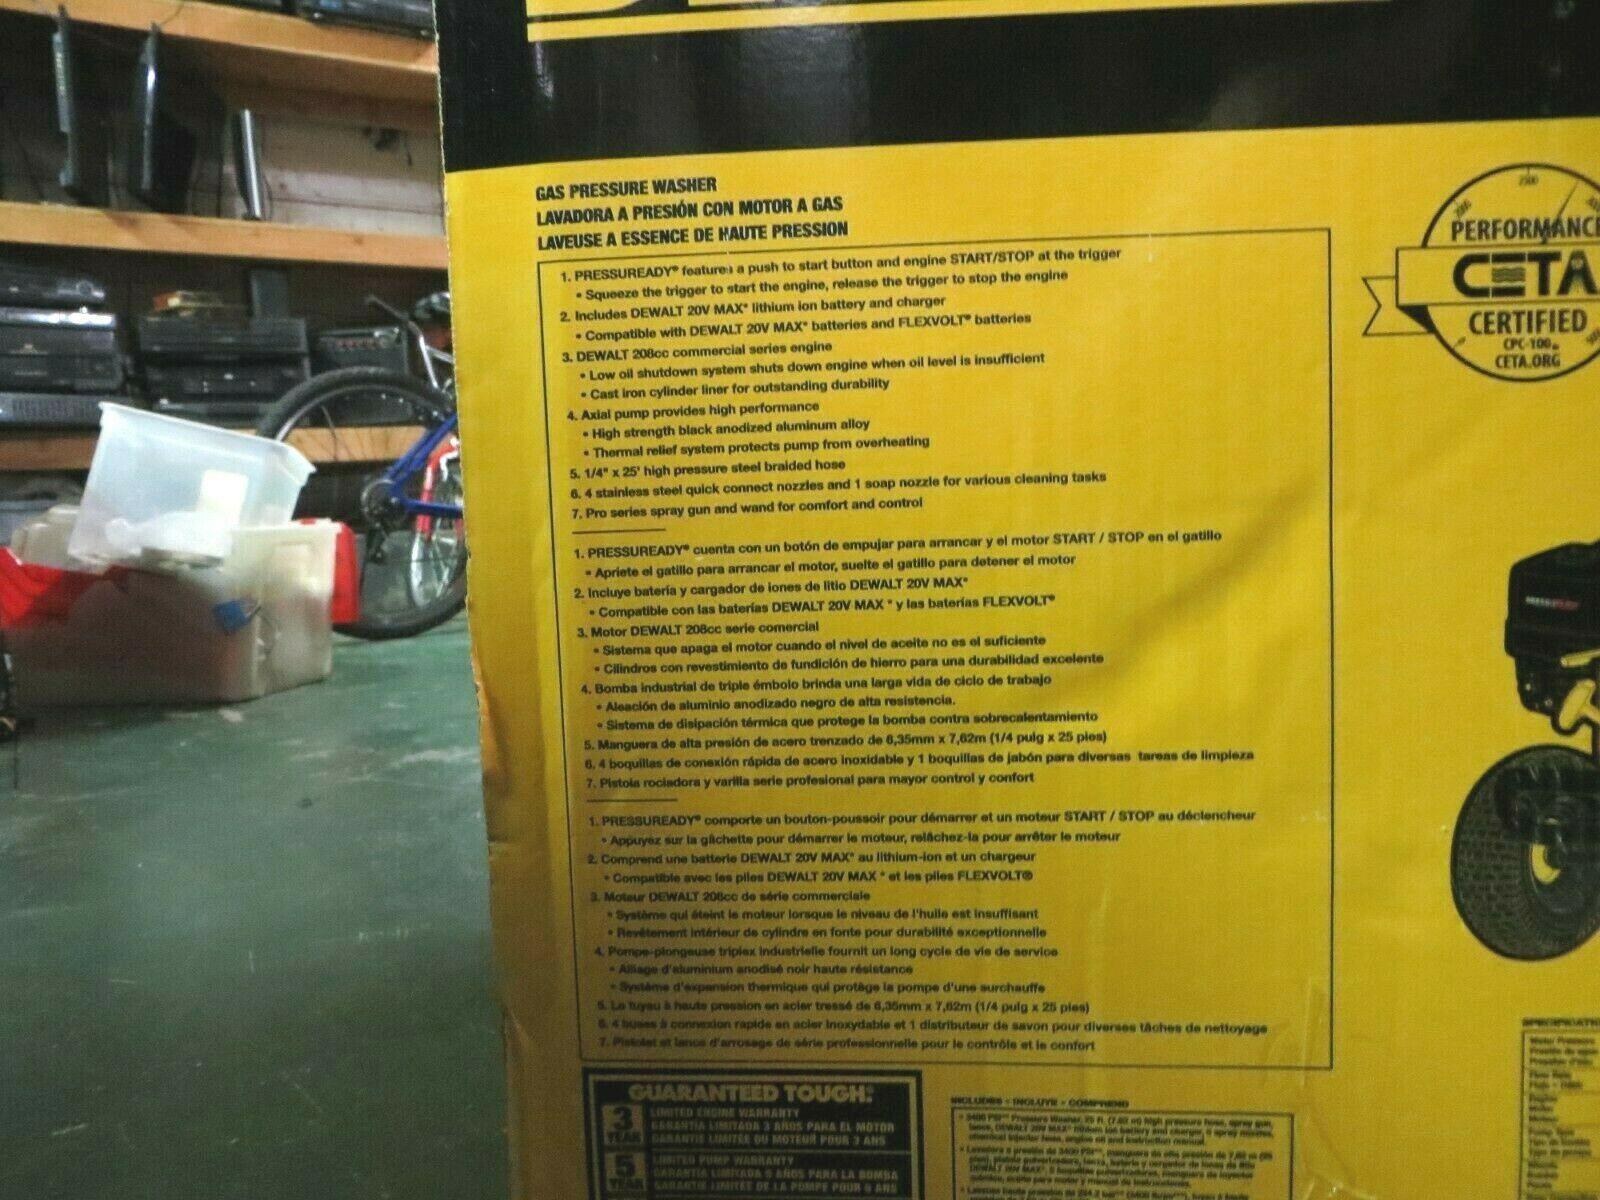 GAS PRESSURE WASHER
LAVADORA A PRESIÓN CON MOTOR A GAS
LAVEUSE A ESSENCE DE HAUTE PRESSION
1. PRESSUREADY® features a push to start button and engine START/STOP at the trigger
• Squeeze the trigger to start the engine, release the trigger to stop the engine
2. Includes DEWALT 20V MAX* lithium ion battery and charger
• Compatible with DEWALT 20V MAX* batteries and FLEXVOLT® batteries
3. DEWALT 208cc commercial series engine
• Low oil shutdown system shuts down engine when oil level is insufficient
• Cast iron cylinder liner for outstanding durability
4. Axial pump provides high performance
• High strength black anodized aluminum alloy
• Thermal relief system protects pump from overheating
5. 1/4" x 25' high pressure steel braided hose
6. 4 stainless steel quick connect nozzles and 1 soap nozzle for various cleaning tasks
7. Pro series spray gun and wand for comfort and control
1. PRESSUREADY® cuenta con un botón de empujar para arrancar y el motor START / STOP en el gatillo
• Apriete el gatillo para arrancar el motor, suelte el gatillo para detener el motor
2. Incluye batería y cargador de iones de litio DEWALT 20V MAX*
• Compatible con las baterías DEWALT 20V MAX * y las baterías FLEXVOLT®
3. Motor DEWALT 208cc serie comercial
• Sistema que apaga el motor cuando el nivel de aceite no es el suficiente
• Cilindros con revestimiento de fundición de hierro para una durabilidad excelente
4. Bomba industrial de triple émbolo brinda una larga vida de ciclo de trabajo
• Aleación de aluminio anodizado negro de alta resistencia.
• Sistema de disipación térmica que protege la bomba contra sobrecalentamiento
5. Manguera de alta presión de acero trenzado de 6,35mm x 7,62m (1/4 pulg x 25 pies)
6. 4 boquillas de conexión rápida de acero inoxidable y 1 boquillas de jabón para diversas tareas de limpieza
7. Pistola rociadora y varilla serie profesional para mayor control y confort
1. PRESSUREADY® comporte un bouton-poussoir pour démarrer et un moteur START / STOP au déclencheur
• Appuyez sur la gâchette pour démarrer le moteur, relâchez-la pour arrêter le moteur
2. Comprend une batterie DEWALT 20V MAX* au lithium-ion et un chargeur
• Compatible avec les piles DEWALT 20V MAX * et les piles FLEXVOLT®
3. Moteur DEWALT 208cc de série commerciale
• Système qui éteint le moteur lorsque le niveau de l'huile est insuffisant
• Revêtement intérieur de cylindre en fonte pour durabilité exceptionnelle
4. Pompe-plongeuse triplex industrielle fournit un long cycle de vie de service
• Alliage d'aluminium anodisé noir haute résistance
• Système d'expansion thermique qui protège la pompe d'une surchauffe
5. Le tuyau à haute pression en acier tressé de 6,35mm x 7,62m (1/4 pulg x 25 pies)
6. 4 buses à connexion rapide en acier inoxydable et 1 distributeur de savon pour diverses tâches de nettoyage
7. Pistolet et lance d'arrosage de série professionnelle pour le contrôle et le confort
PERFORMANCE
CETA
CERTIFIED
CPC-100
CETA.ORG
2500
GUARANTEED TOUGH.
3 YEAR
LIMITED ENGINE WARRANTY
GARANTÍA LIMITADA 3 AÑOS PARA EL MOTOR
GARANTIE LIMITÉE DU MOTEUR POUR 3 ANS
5 YEAR
LIMITED PUMP WARRANTY
GARANTÍA LIMITADA 5 AÑOS PARA LA BOMBA
GARANTIE LIMITÉE DE LA POMPE POUR 5 ANS
INCLUDES • INCLUYE • COMPREND